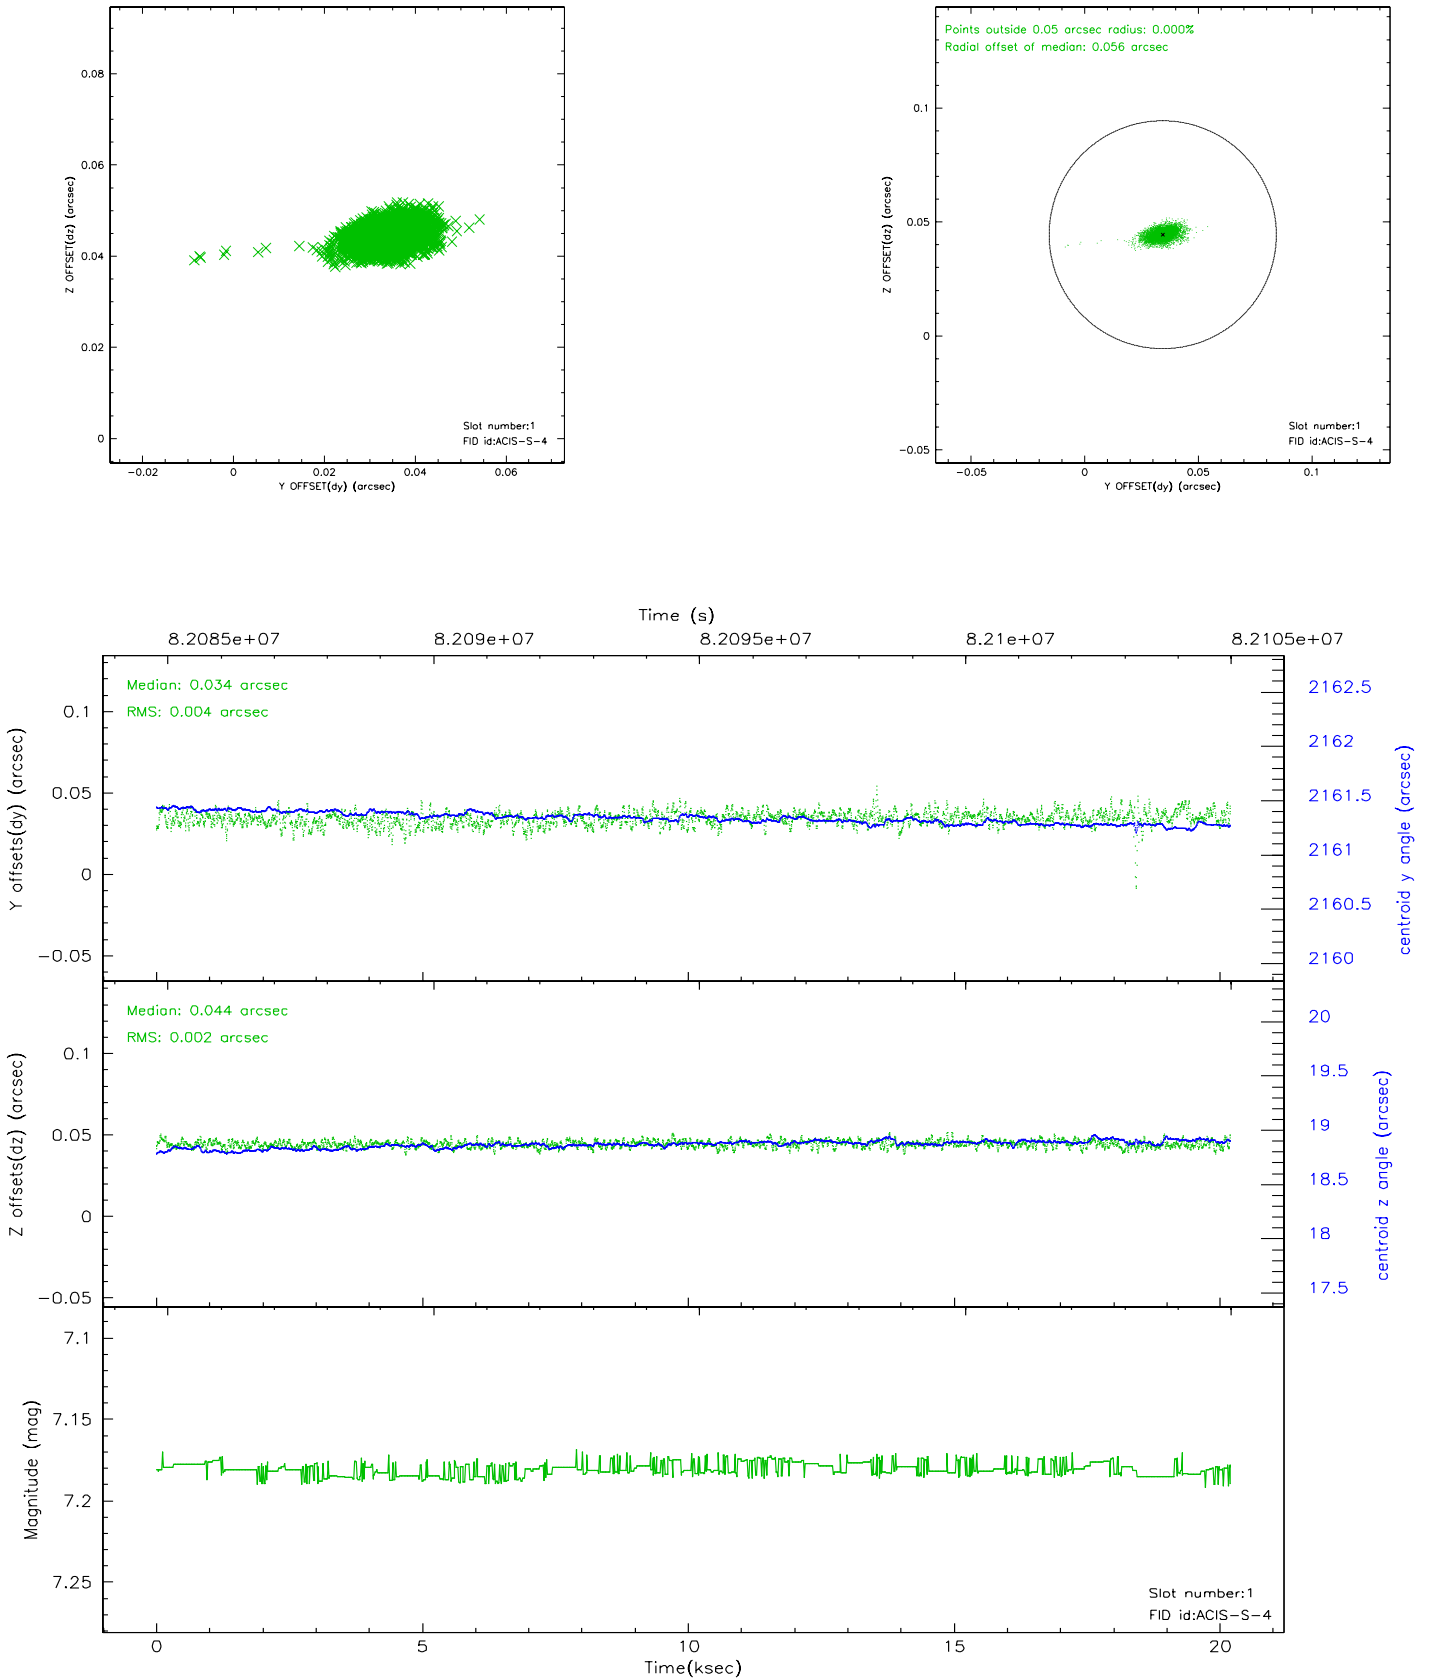 0.08
0.06
0.04
0.02
0
Z OFFSET(dz) (arcsec)
Slot number:1
FID id:ACIS-S-4
-0.02 0 0.02 0.04 0.06
Y OFFSET(dy) (arcsec)
Points outside 0.05 arcsec radius: 0.000%
Radial offset of median: 0.056 arcsec
0.1
0.05
0
-0.05
Z OFFSET(dz) (arcsec)
Slot number:1
FID id:ACIS-S-4
-0.05 0 0.05 0.1
Y OFFSET(dy) (arcsec)
Time (s)
8.2085e+07 8.209e+07 8.2095e+07 8.21e+07 8.2105e+07
Median: 0.034 arcsec
RMS: 0.004 arcsec
0.1
0.05
0
-0.05
Y offsets(dy) (arcsec)
2162.5
2162
2161.5
2161
2160.5
2160
centroid y angle (arcsec)
Median: 0.044 arcsec
RMS: 0.002 arcsec
0.1
0.05
0
-0.05
Z offsets(dz) (arcsec)
20
19.5
19
18.5
18
17.5
centroid z angle (arcsec)
7.1
7.15
7.2
7.25
Magnitude (mag)
Slot number:1
FID id:ACIS-S-4
0 5 10 15 20
Time(ksec)